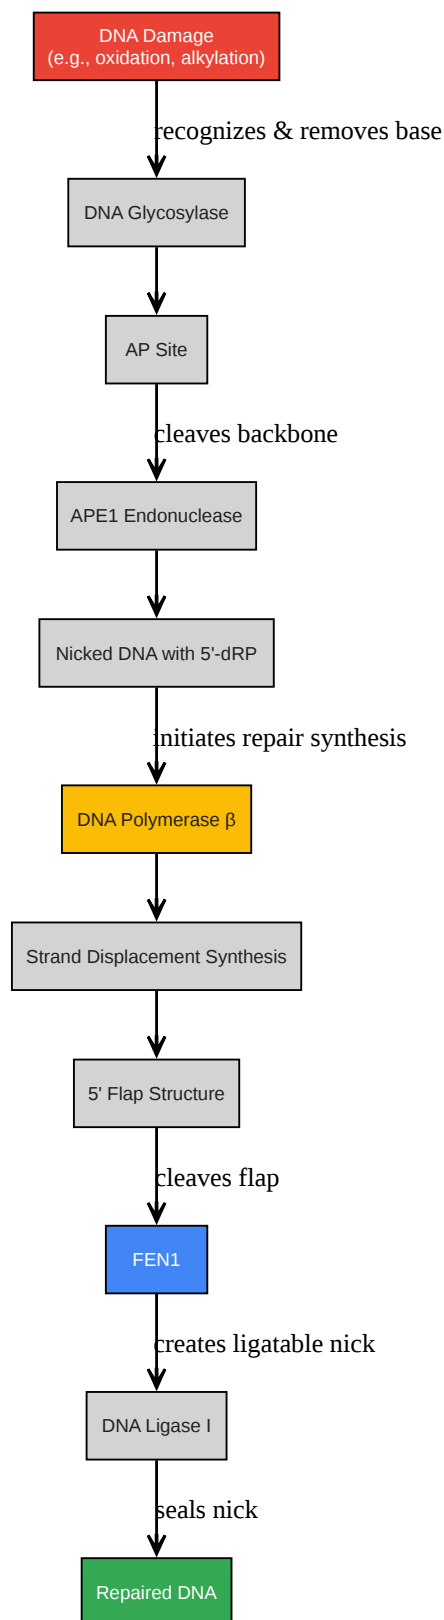 DNA Damage
(e.g., oxidation, alkylation)
recognizes & removes base
DNA Glycosylase
AP Site
cleaves backbone
APE1 Endonuclease
Nicked DNA with 5'-dRP
initiates repair synthesis
DNA Polymerase β
Strand Displacement Synthesis
5' Flap Structure
cleaves flap
FEN1
creates ligatable nick
DNA Ligase I
seals nick
Repaired DNA